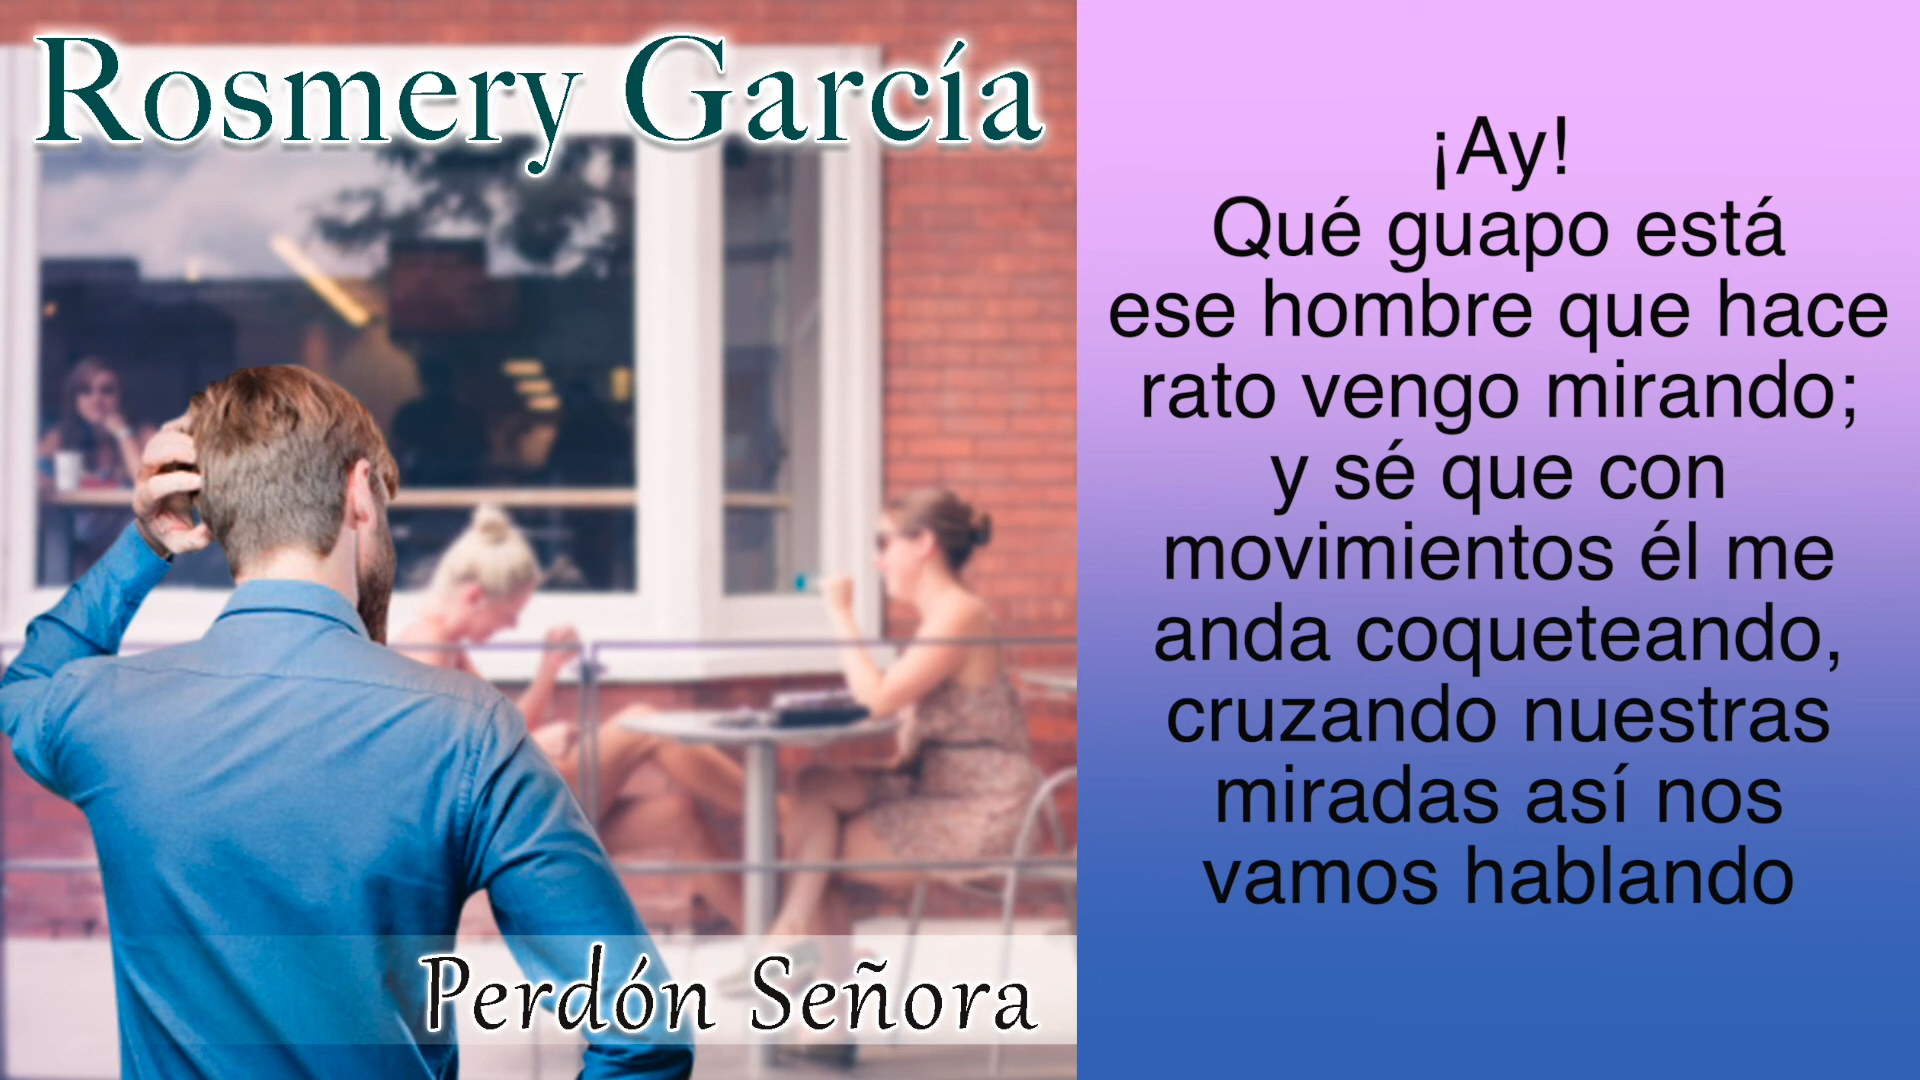 Rosmery García
Perdón Señora
¡Ay!
Qué guapo está
ese hombre que hace
rato vengo mirando;
y sé que con
movimientos él me
anda coqueteando,
cruzando nuestras
miradas así nos
vamos hablando